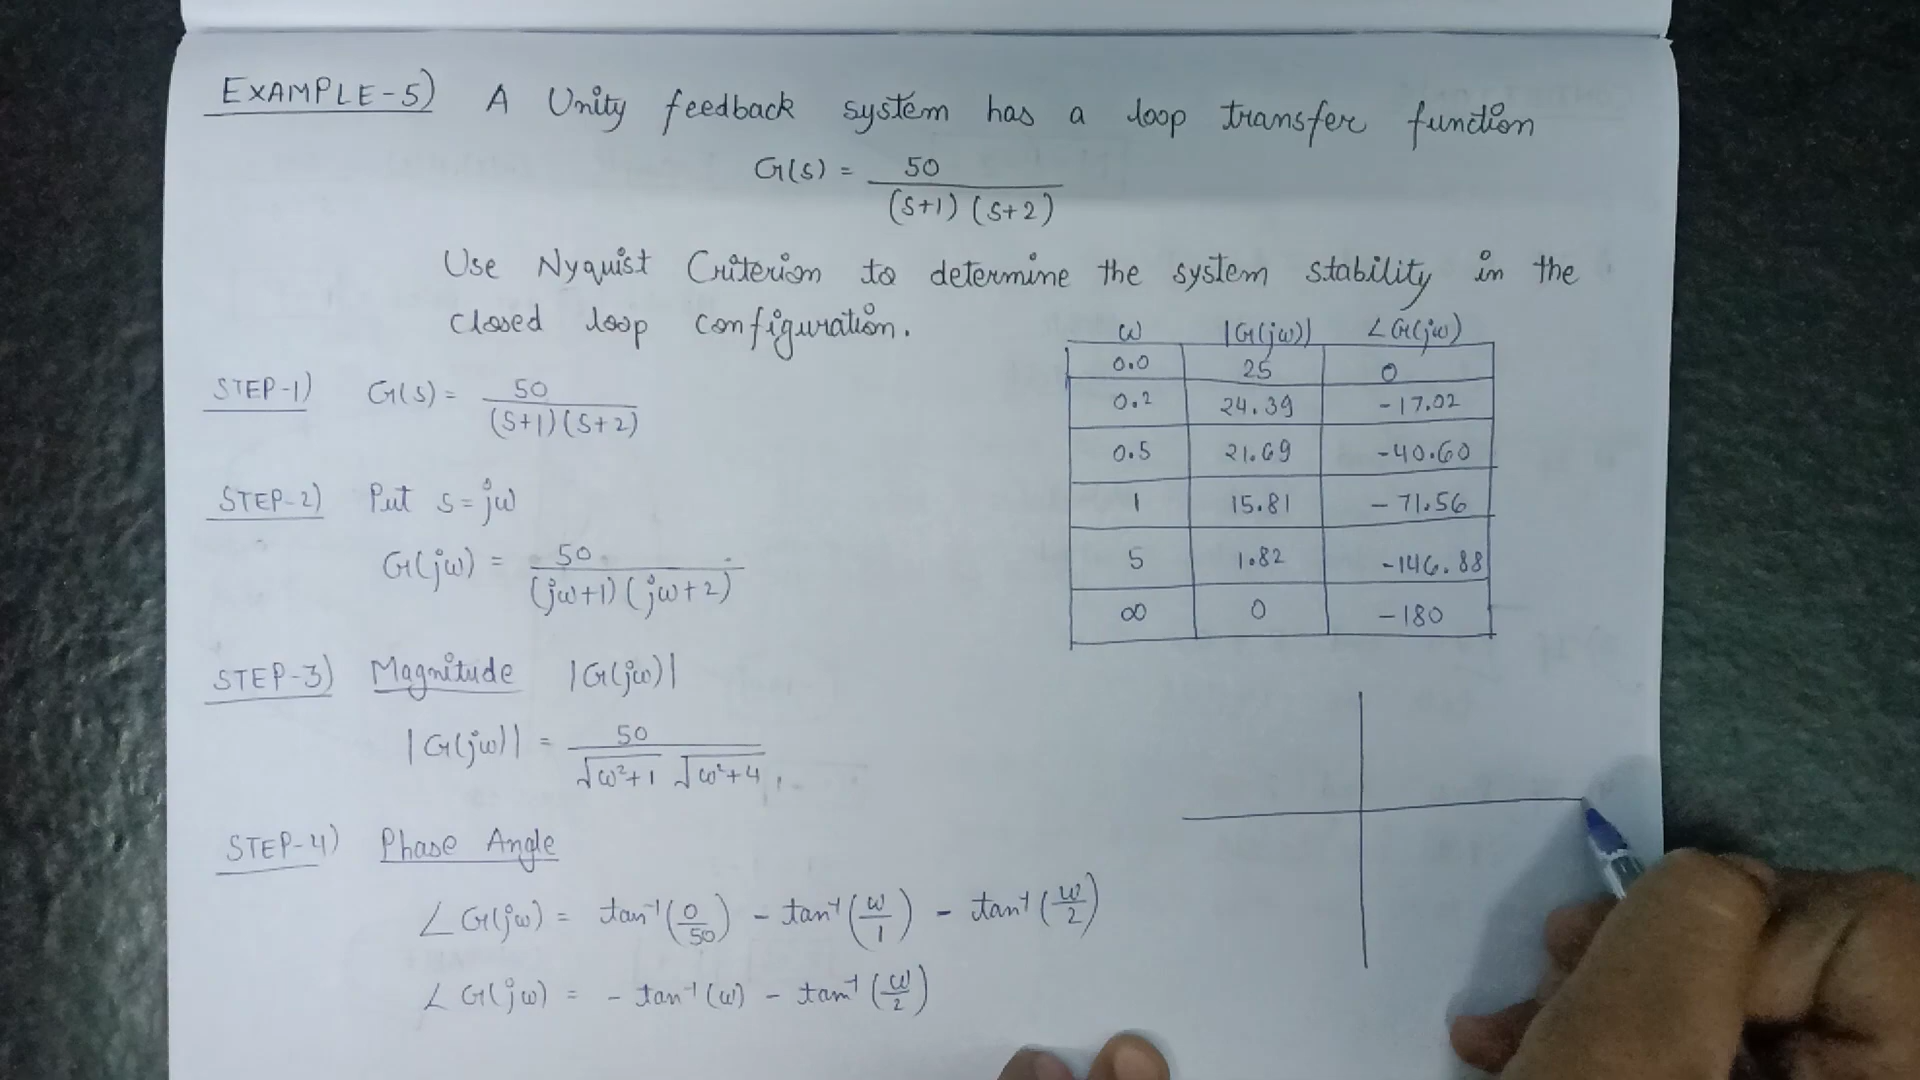 EXAMPLE-5) A Unity feedback system has a loop transfer function
G(s) = 50 / (s+1) (s+2)
Use Nyquist Criterion to determine the system stability in the
closed loop configuration.
STEP-1) G(s) = 50 / (s+1)(s+2)
STEP-2) Put s = jω
G(jω) = 50 / (jω+1) (jω+2)
STEP-3) Magnitude |G(jω)|
|G(jω)| = 50 / √ω²+1 √ω²+4
STEP-4) Phase Angle
∠G(jω) = tan⁻¹(0/50) - tan⁻¹(ω/1) - tan⁻¹(ω/2)
∠G(jω) = - tan⁻¹(ω) - tan⁻¹(ω/2)
ω |G(jω)| ∠G(jω)
0.0 25 0
0.2 24.39 -17.02
0.5 21.69 -40.60
1 15.81 -71.56
5 1.82 -146.88
∞ 0 -180